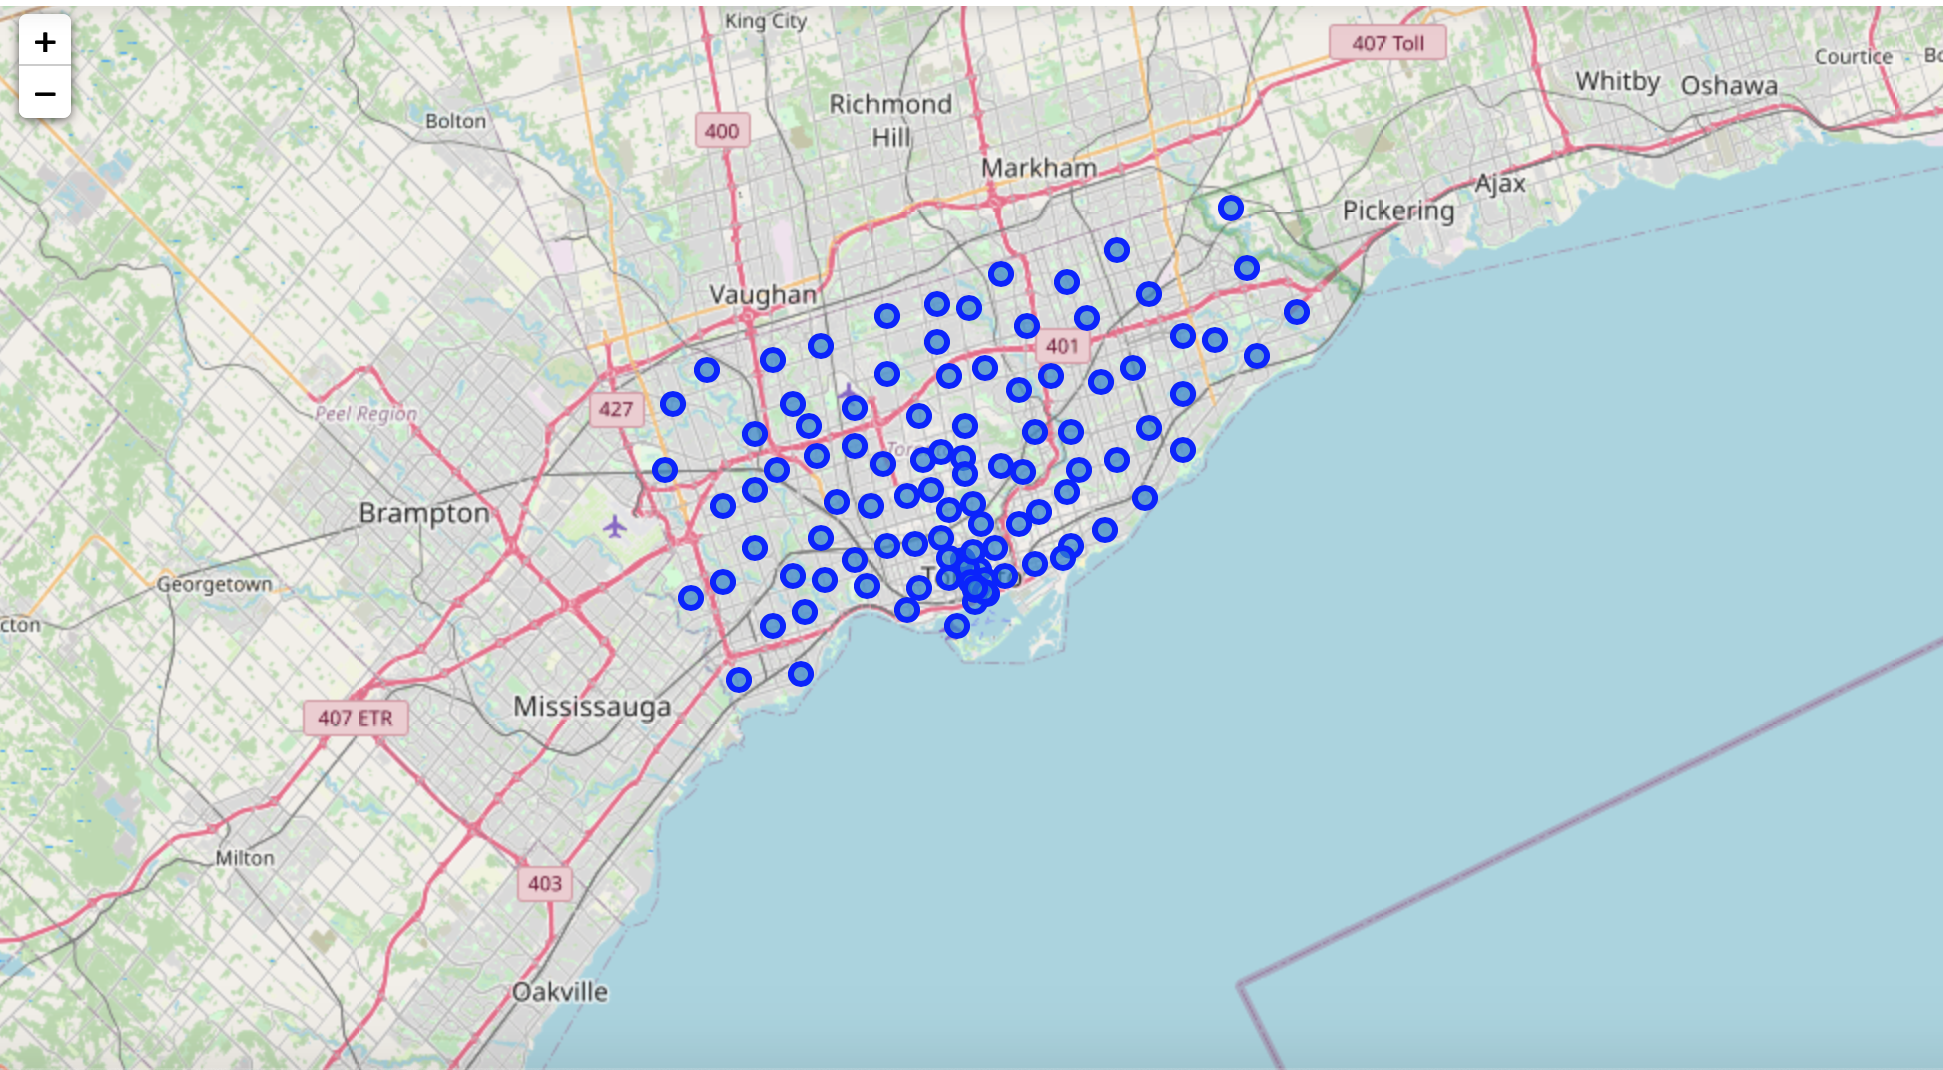 +
−
King City
407 Toll
Courtice
Whitby
Oshawa
Richmond
Hill
Bolton
400
Markham
Ajax
Pickering
Vaughan
401
427
Peel Region
Brampton
Georgetown
Mississauga
407 ETR
Milton
403
Oakville